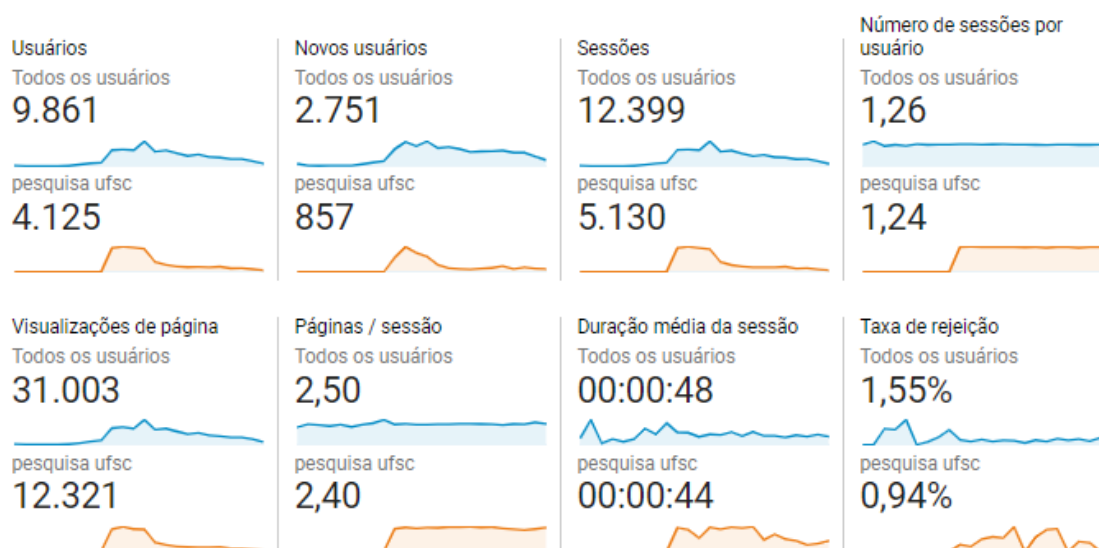 Usuários
Todos os usuários
9.861
pesquisa ufsc
4.125
Novos usuários
Todos os usuários
2.751
pesquisa ufsc
857
Sessões
Todos os usuários
12.399
pesquisa ufsc
5.130
Número de sessões por
usuário
Todos os usuários
1,26
pesquisa ufsc
1,24
Visualizações de página
Todos os usuários
31.003
pesquisa ufsc
12.321
Páginas / sessão
Todos os usuários
2,50
pesquisa ufsc
2,40
Duração média da sessão
Todos os usuários
00:00:48
pesquisa ufsc
00:00:44
Taxa de rejeição
Todos os usuários
1,55%
pesquisa ufsc
0,94%